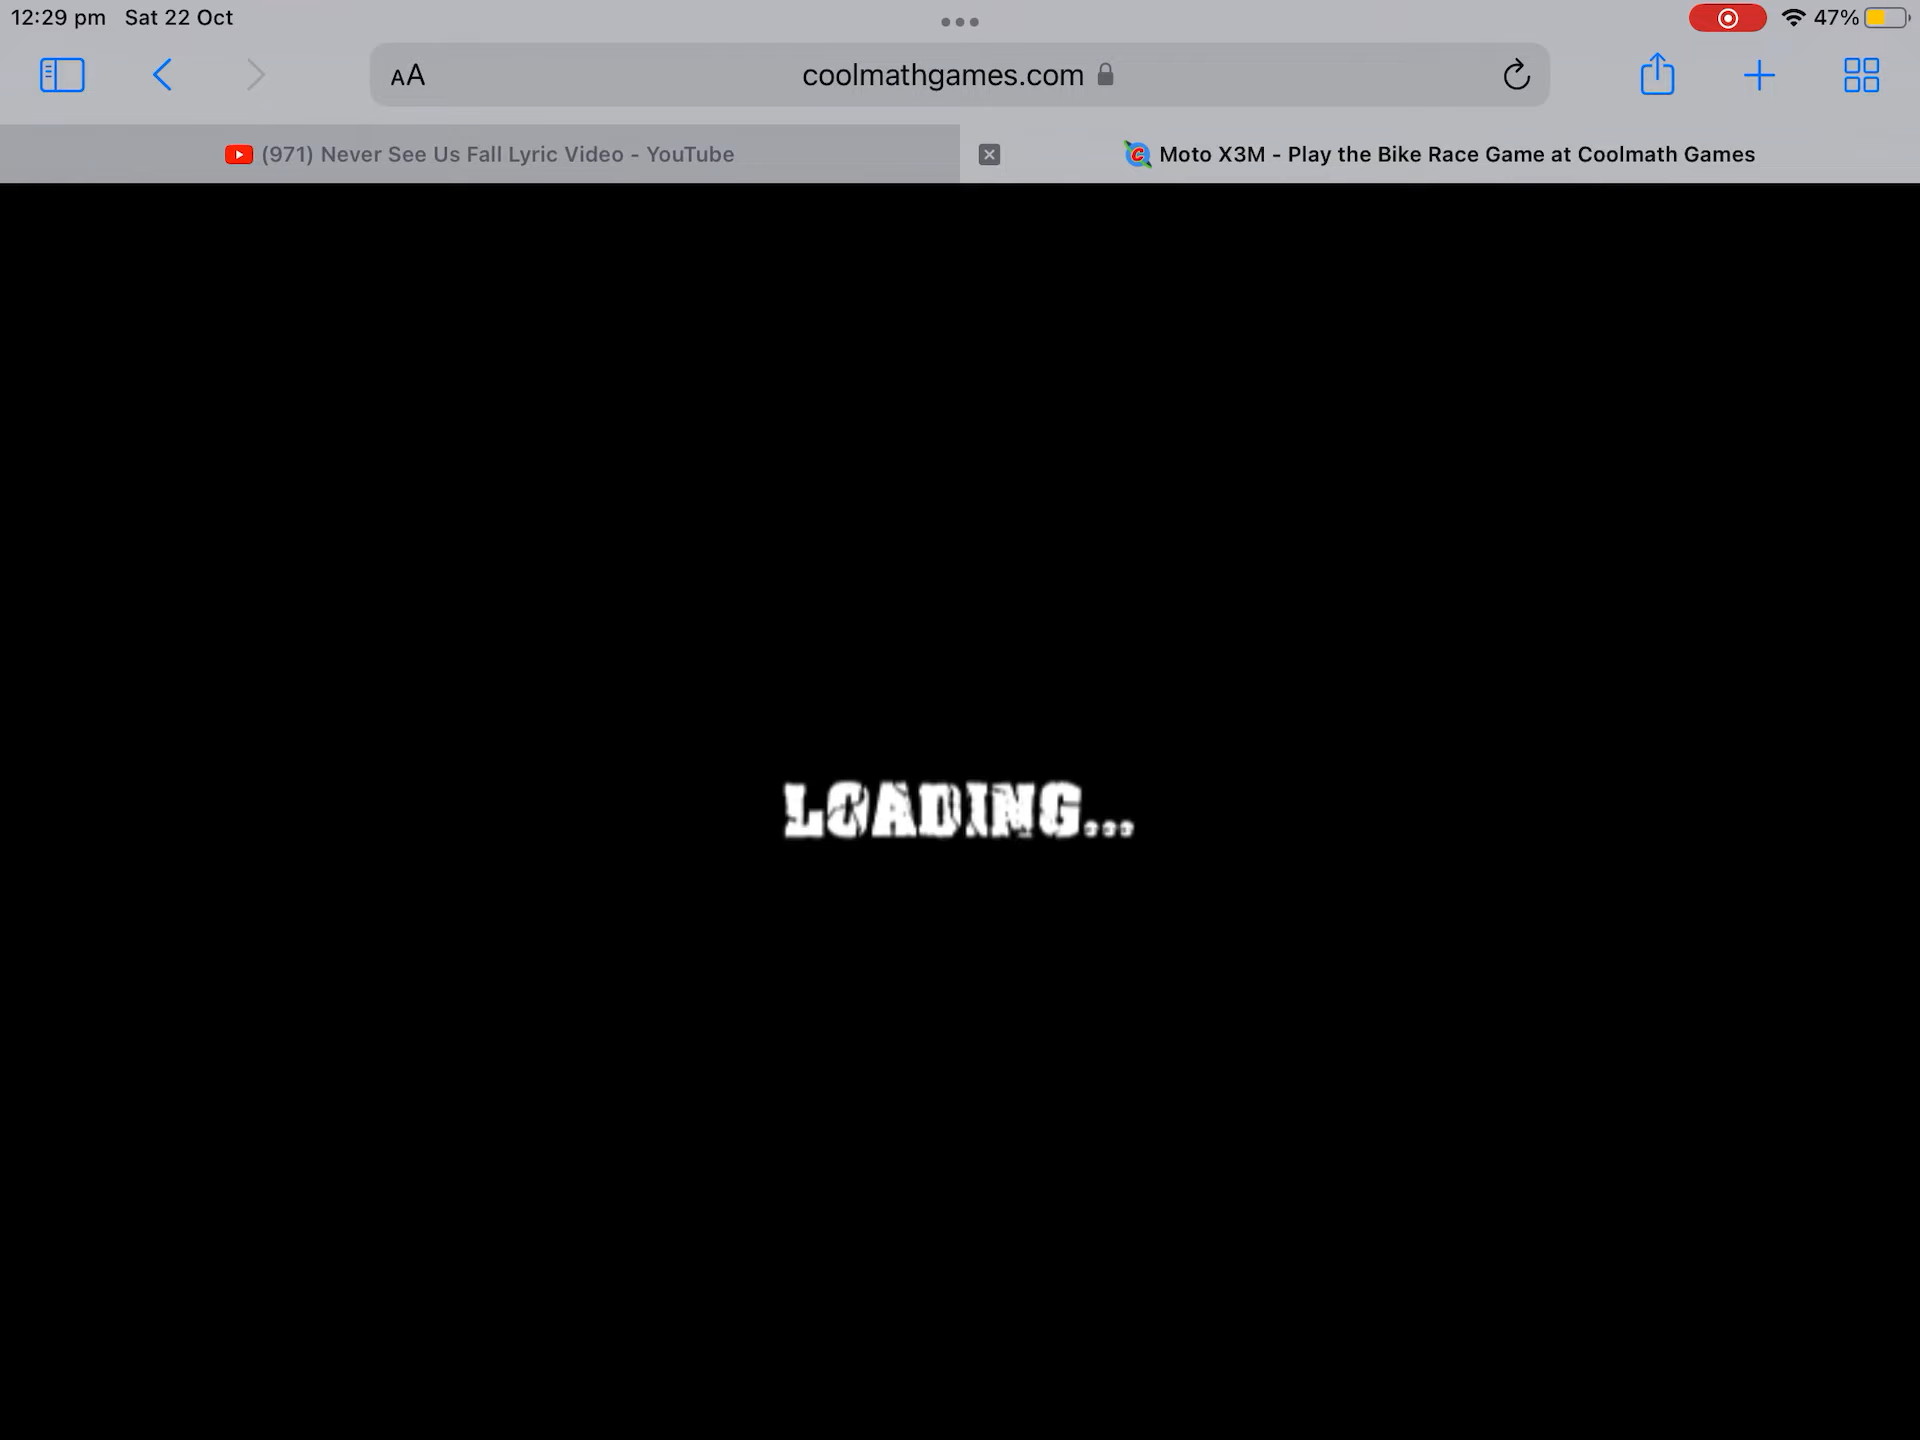 12:29 pm Sat 22 Oct
47%
AA coolmathgames.com
(971) Never See Us Fall Lyric Video - YouTube
Moto X3M - Play the Bike Race Game at Coolmath Games
LOADING...